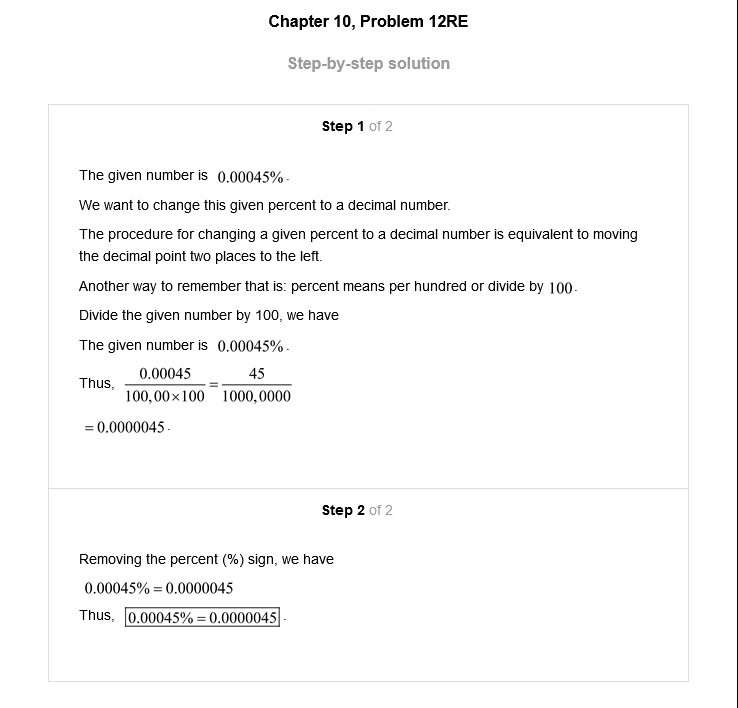 Chapter 10, Problem 12RE
Step-by-step solution
Step 1 of 2
The given number is 0.00045% .
We want to change this given percent to a decimal number.
The procedure for changing a given percent to a decimal number is equivalent to moving
the decimal point two places to the left.
Another way to remember that is: percent means per hundred or divide by 100 .
Divide the given number by 100, we have
The given number is 0.00045% .
Thus, 0.00045 / 100,00×100 = 45 / 1000,0000
= 0.0000045 .
Step 2 of 2
Removing the percent (%) sign, we have
0.00045% = 0.0000045
Thus, 0.00045% = 0.0000045 .